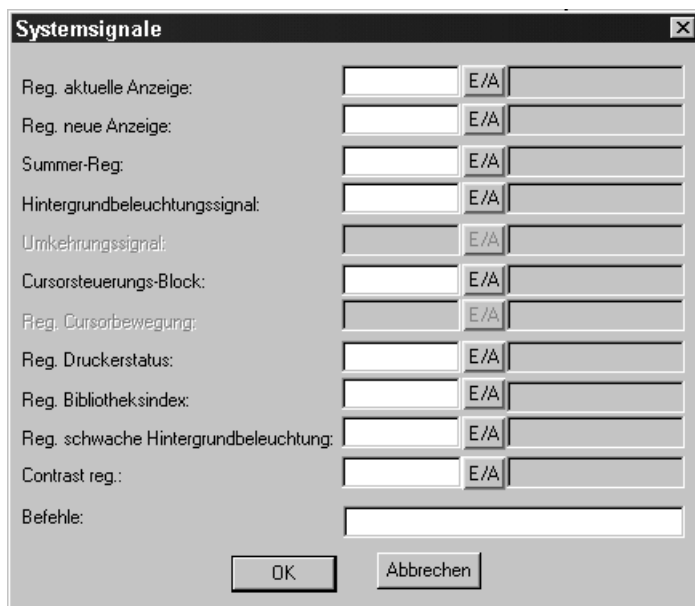 Systemsignale
Reg. aktuelle Anzeige: E/A
Reg. neue Anzeige: E/A
Summer-Reg: E/A
Hintergrundbeleuchtungssignal: E/A
Umkehrungssignal: E/A
Cursorsteuerungs-Block: E/A
Reg. Cursorbewegung: E/A
Reg. Druckerstatus: E/A
Reg. Bibliotheksindex: E/A
Reg. schwache Hintergrundbeleuchtung: E/A
Contrast reg.: E/A
Befehle:
OK Abbrechen